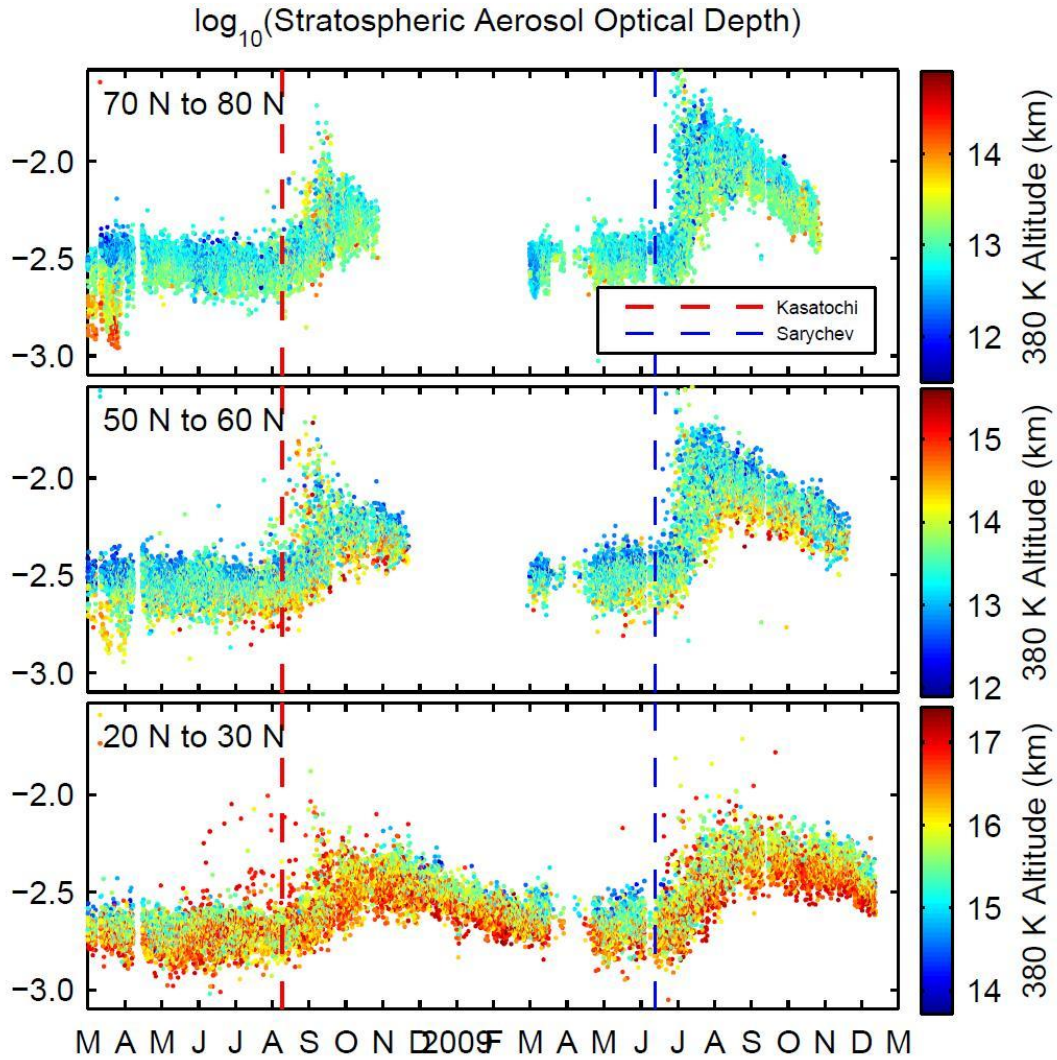 log10(Stratospheric Aerosol Optical Depth)
70 N to 80 N
−2.0
−2.5
−3.0
Kasatochi
Sarychev
14
13
12
380 K Altitude (km)
50 N to 60 N
−2.0
−2.5
−3.0
15
14
13
12
380 K Altitude (km)
20 N to 30 N
−2.0
−2.5
−3.0
17
16
15
14
380 K Altitude (km)
M A M J J A S O N D 2009 F M A M J J A S O N D M